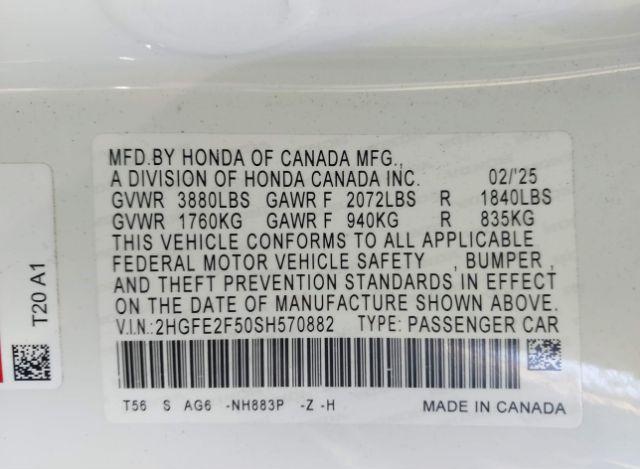 MFD.BY HONDA OF CANADA MFG.,
A DIVISION OF HONDA CANADA INC. 02/'25
GVWR 3880LBS GAWR F 2072LBS R 1840LBS
GVWR 1760KG GAWR F 940KG R 835KG
THIS VEHICLE CONFORMS TO ALL APPLICABLE
FEDERAL MOTOR VEHICLE SAFETY , BUMPER ,
AND THEFT PREVENTION STANDARDS IN EFFECT
ON THE DATE OF MANUFACTURE SHOWN ABOVE.
V.I.N.:2HGFE2F50SH570882 TYPE: PASSENGER CAR
T56 S AG6 -NH883P -Z -H MADE IN CANADA
T20 A1